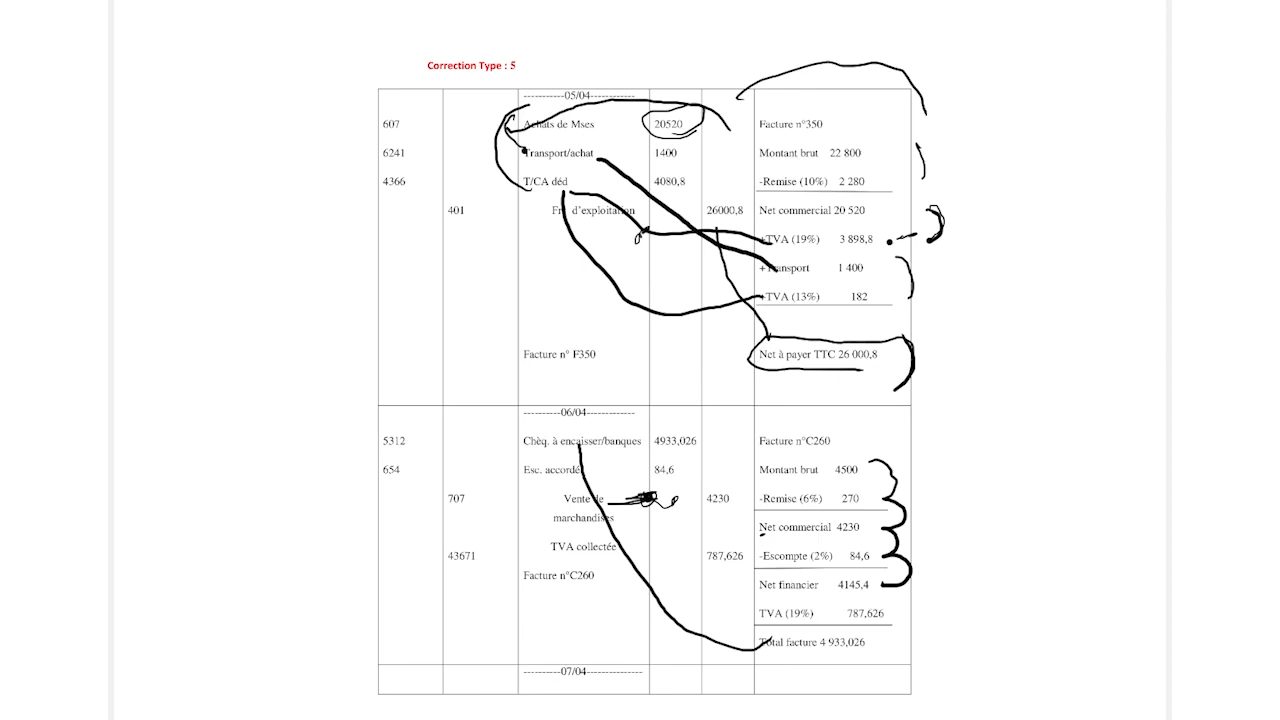 Correction Type : 5
----------05/04------------
607 Achats de Mses 20520 Facture n°350
6241 Transport/achat 1400 Montant brut 22 800
4366 T/CA déd 4080,8 -Remise (10%) 2 280
401 d’exploitation 26000,8 Net commercial 20 520
+TVA (19%) 3 898,8
+Transport 1 400
+TVA (13%) 182
Facture n° F350 Net à payer TTC 26 000,8
----------06/04------------
5312 Chèq. à encaisser/banques 4933,026 Facture n°C260
654 Esc. accordé 84,6 Montant brut 4500
707 Vente de 4230 -Remise (6%) 270
marchandises
Net commercial 4230
TVA collectée
43671 787,626 -Escompte (2%) 84,6
Facture n°C260
Net financier 4145,4
TVA (19%) 787,626
Total facture 4 933,026
----------07/04--------------